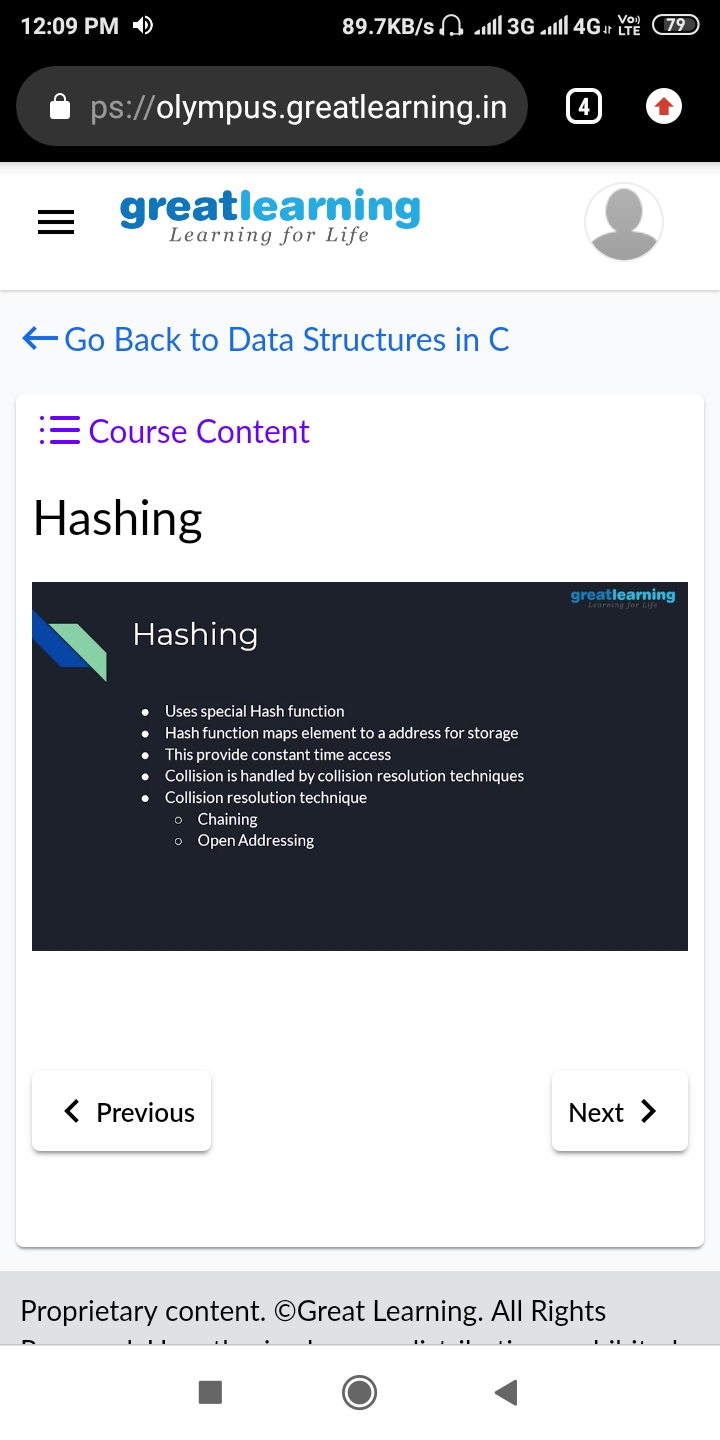 12:09 PM 89.7KB/s 3G 4G Vo) LTE 79
ps://olympus.greatlearning.in 4
greatlearning
Learning for Life
Go Back to Data Structures in C
Course Content
Hashing
greatlearning
Learning for Life
Hashing
● Uses special Hash function
● Hash function maps element to a address for storage
● This provide constant time access
● Collision is handled by collision resolution techniques
● Collision resolution technique
○ Chaining
○ Open Addressing
Previous Next
Proprietary content. ©Great Learning. All Rights